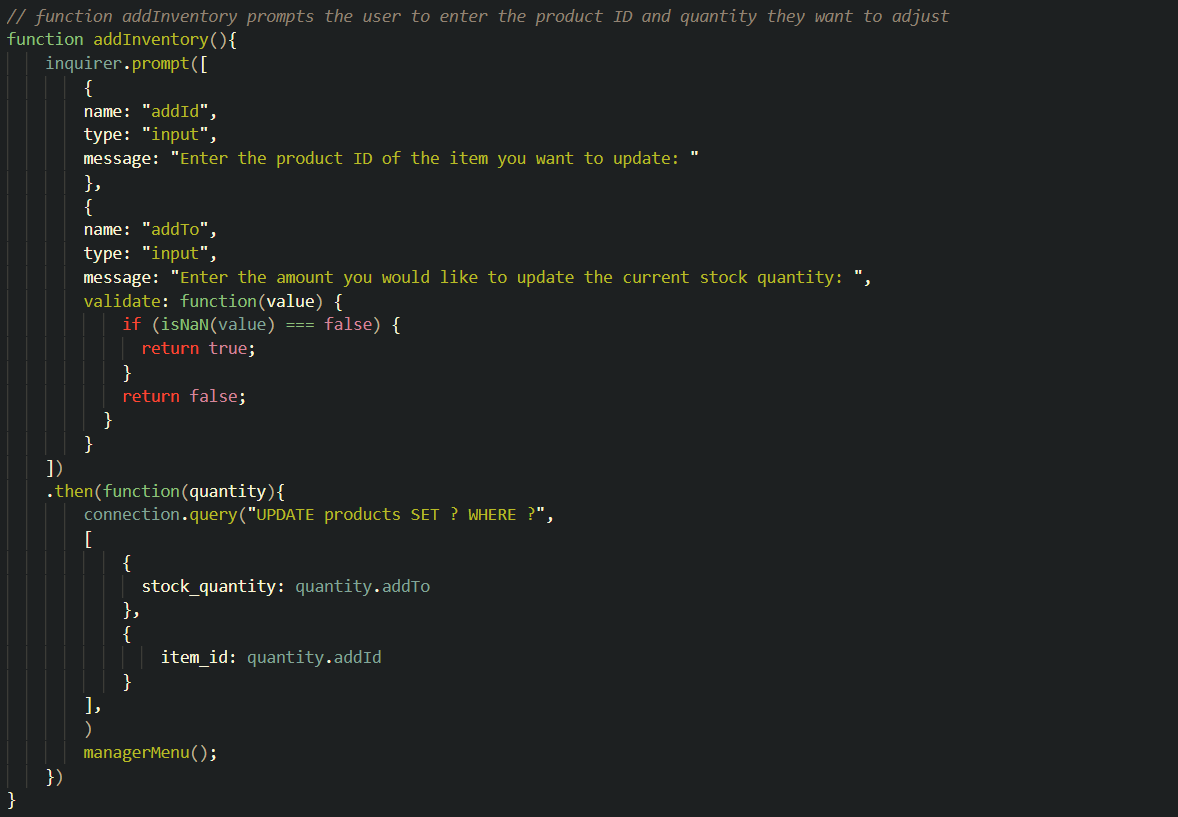 // function addInventory prompts the user to enter the product ID and quantity they want to adjust
function addInventory(){
    inquirer.prompt([
        {
        name: "addId",
        type: "input",
        message: "Enter the product ID of the item you want to update: "
        },
        {
        name: "addTo",
        type: "input",
        message: "Enter the amount you would like to update the current stock quantity: ",
        validate: function(value) {
            if (isNaN(value) === false) {
              return true;
            }
            return false;
          }
        }
    ])
    .then(function(quantity){
        connection.query("UPDATE products SET ? WHERE ?",
        [
            {
              stock_quantity: quantity.addTo
            },
            {
                item_id: quantity.addId
            }
        ],
        )
        managerMenu();
    })
}